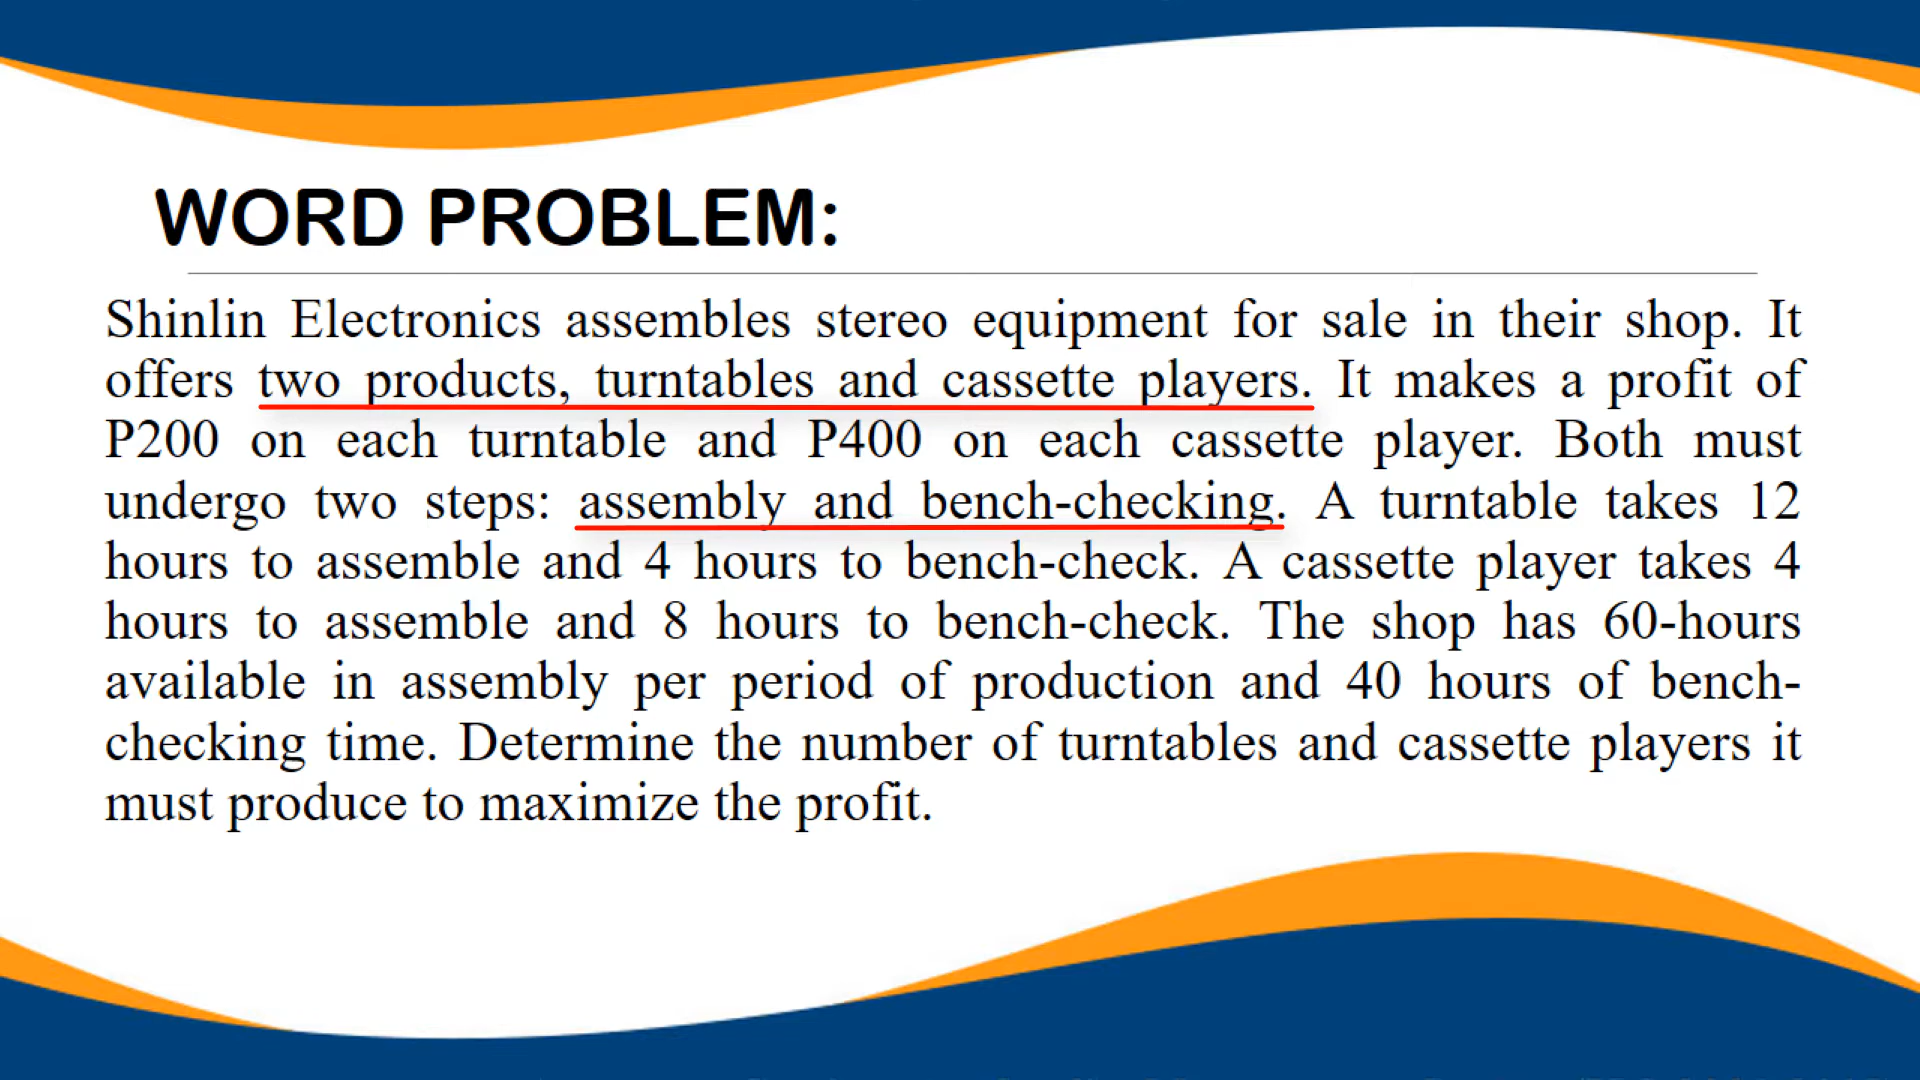 WORD PROBLEM:
Shinlin Electronics assembles stereo equipment for sale in their shop. It
offers two products, turntables and cassette players. It makes a profit of
P200 on each turntable and P400 on each cassette player. Both must
undergo two steps: assembly and bench-checking. A turntable takes 12
hours to assemble and 4 hours to bench-check. A cassette player takes 4
hours to assemble and 8 hours to bench-check. The shop has 60-hours
available in assembly per period of production and 40 hours of bench-
checking time. Determine the number of turntables and cassette players it
must produce to maximize the profit.